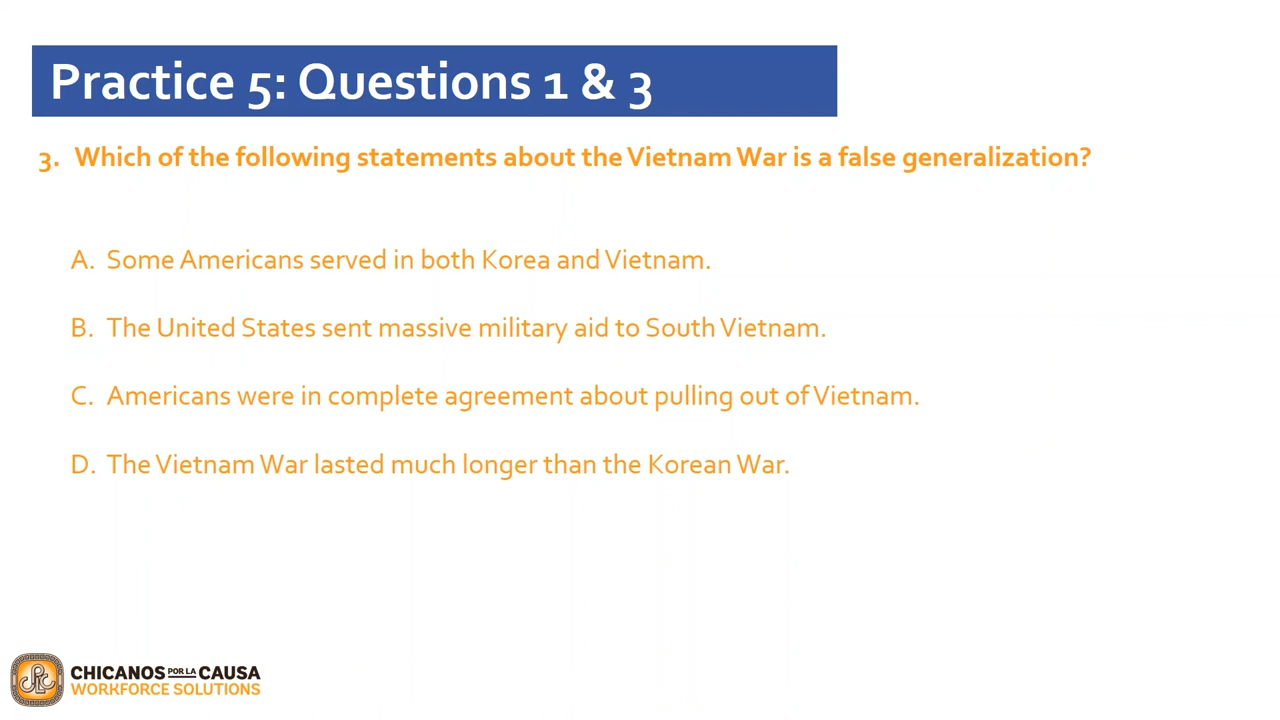 Practice 5: Questions 1 & 3
3. Which of the following statements about the Vietnam War is a false generalization?
A. Some Americans served in both Korea and Vietnam.
B. The United States sent massive military aid to South Vietnam.
C. Americans were in complete agreement about pulling out of Vietnam.
D. The Vietnam War lasted much longer than the Korean War.
CHICANOS POR LA CAUSA
WORKFORCE SOLUTIONS